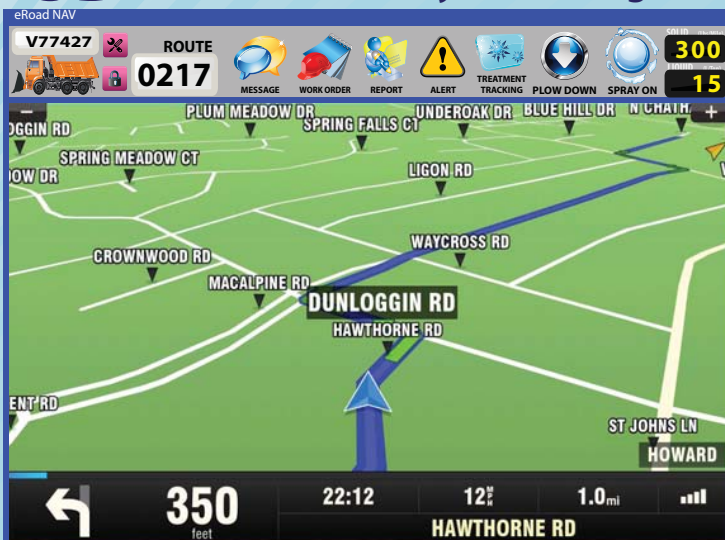 eRoad NAV
V77427
ROUTE
0217
MESSAGE
WORK ORDER
REPORT
ALERT
TREATMENT
TRACKING
PLOW DOWN
SPRAY ON
SOLID
300
LIQUID
15
PLUM MEADOW DR
UNDEROAK DR
BLUE HILL DR
N CHATH
OGGIN RD
SPRING FALLS CT
SPRING MEADOW CT
OW DR
LIGON RD
WAYCROSS RD
CROWNWOOD RD
MACALPINE RD
DUNLOGGIN RD
HAWTHORNE RD
ENT RD
ST JOHNS LN
HOWARD
350
feet
22:12
12 MPH
1.0mi
HAWTHORNE RD